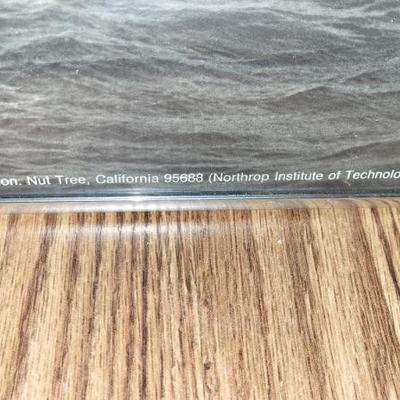 on. Nut Tree, California 95688 (Northrop Institute of Technolo